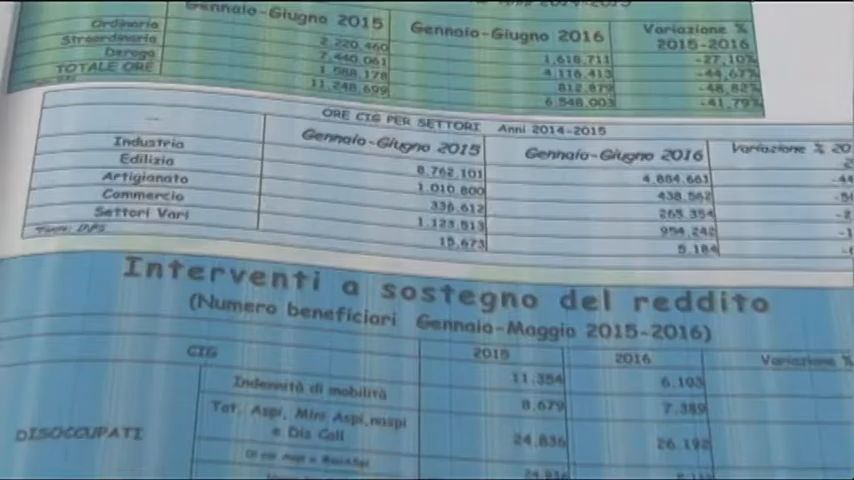 Gennaio-Giugno 2015 Gennaio-Giugno 2016 Variazione % 2015-2016
Ordinaria 2.220.460 1.618.711 -27,10%
Straordinaria 7.440.061 4.116.413 -44,67%
Deroga 1.588.178 812.879 -48,82%
TOTALE ORE 11.248.699 6.548.003 -41,79%
ORE CIG PER SETTORI Anni 2014-2015
Gennaio-Giugno 2015 Gennaio-Giugno 2016 Variazione % 20
Industria 8.762.101
Edilizia 1.010.800 438.562
Artigianato 336.612 265.354
Commercio 1.123.513 954.242
Settori Vari 15.673 5.184
Fonte: INPS
Interventi a sostegno del reddito
(Numero beneficiari Gennaio-Maggio 2015-2016)
CIG 2015 2016 Variazione %
11.354 6.103
Indennità di mobilità 8.679 7.389
DISOCCUPATI
Tot. Aspi, Mini Aspi,naspi e Dis Coll 24.836 26.192